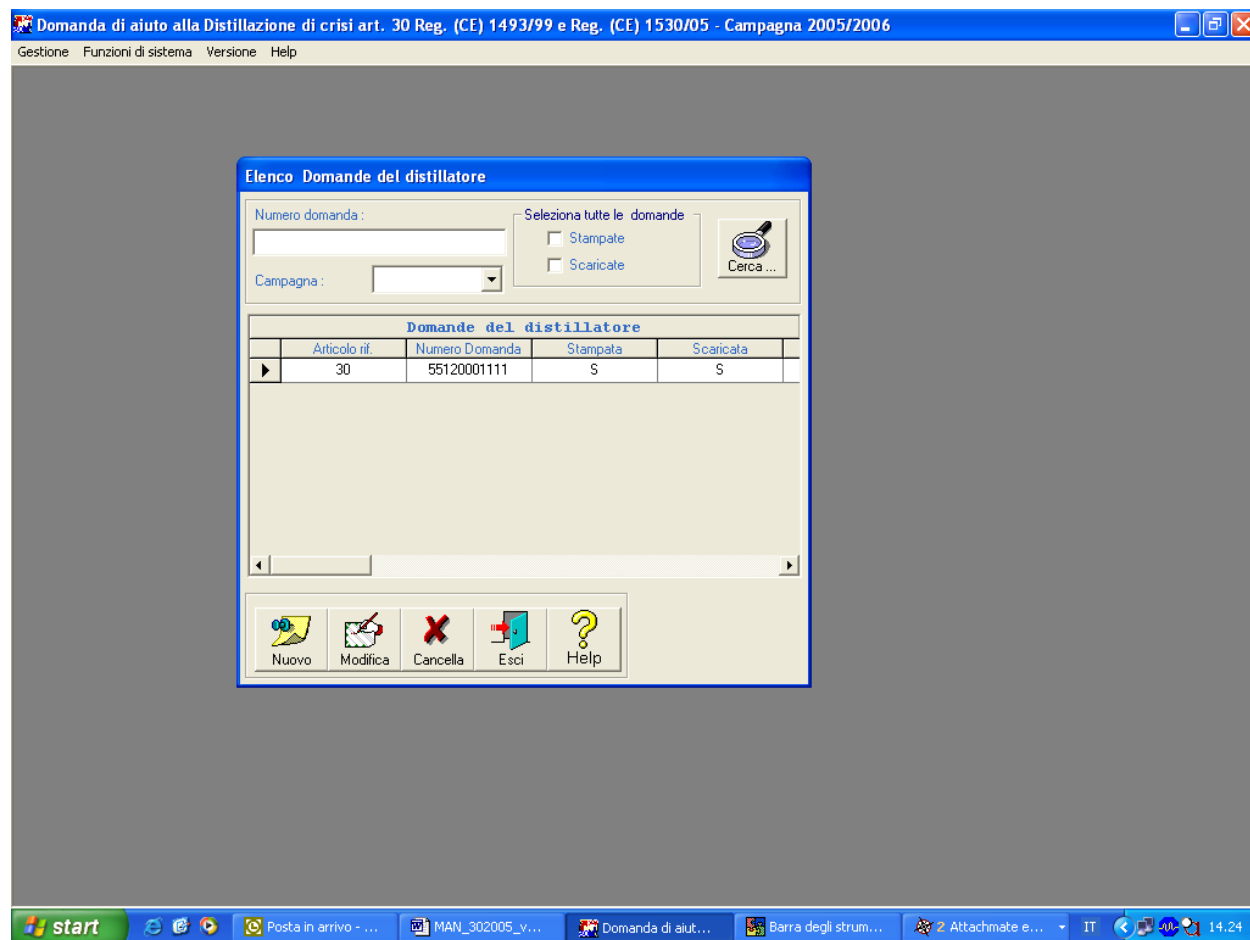 Domanda di aiuto alla Distillazione di crisi art. 30 Reg. (CE) 1493/99 e Reg. (CE) 1530/05 - Campagna 2005/2006
Gestione Funzioni di sistema Versione Help
Elenco Domande del distillatore
Numero domanda :
Seleziona tutte le domande
Stampate
Scaricate
Cerca ...
Campagna :
Domande del distillatore
Articolo rif. Numero Domanda Stampata Scaricata
30 55120001111 S S
Nuovo Modifica Cancella Esci Help
start Posta in arrivo - ... MAN_302005_v... Domanda di aiut... Barra degli strum... 2 Attachmate e... IT 14.24